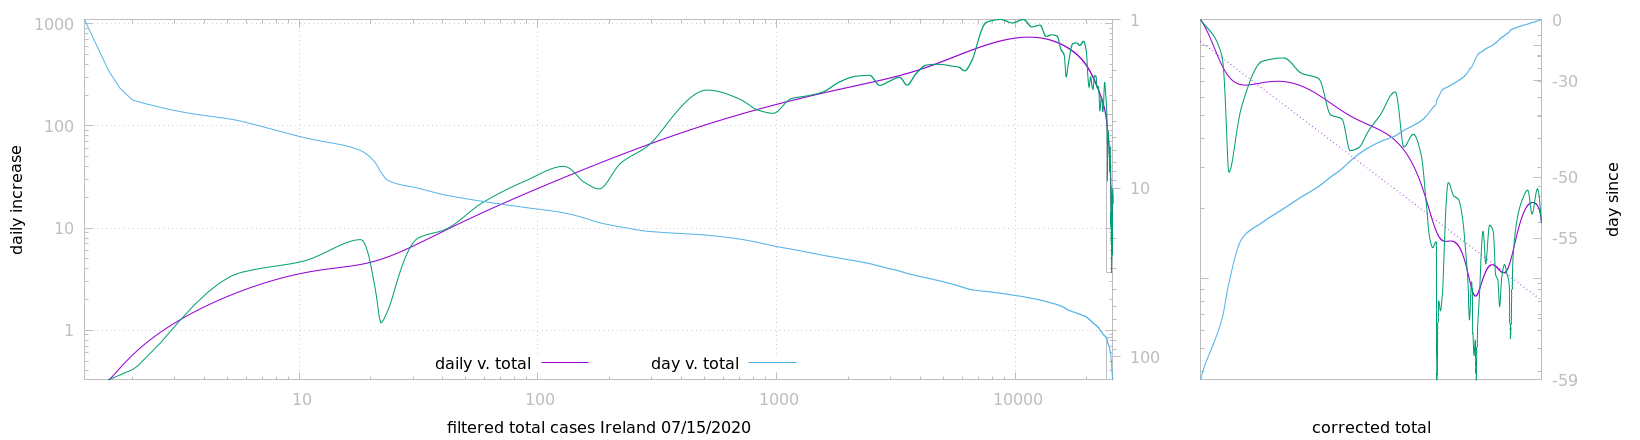 1000
100
10
1
daily increase
daily v. total
day v. total
10
100
1000
10000
filtered total cases Ireland 07/15/2020
1
10
100
0
-30
-50
-55
-59
day since
corrected total